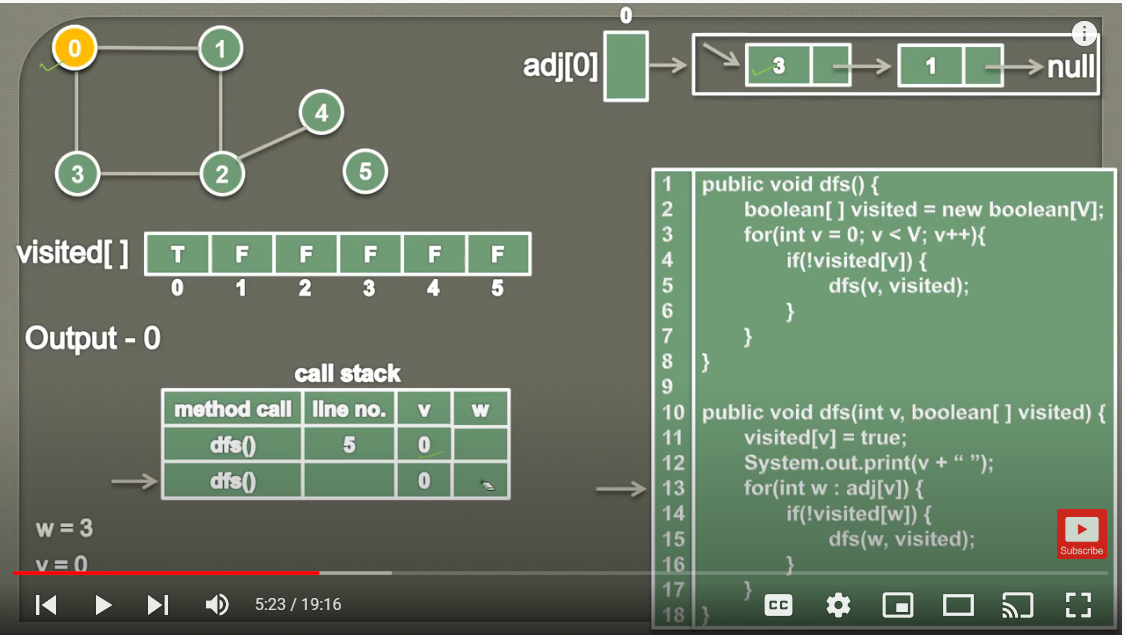 0
1
4
3
2
5
0
adj[0]
3
1
null
visited[ ]
T F F F F F
0 1 2 3 4 5
Output - 0
call stack
method call line no. v w
dfs() 5 0
dfs() 0
w = 3
v = 0
1 public void dfs() {
2 boolean[ ] visited = new boolean[V];
3 for(int v = 0; v < V; v++){
4 if(!visited[v]) {
5 dfs(v, visited);
6 }
7 }
8 }
9
10 public void dfs(int v, boolean[ ] visited) {
11 visited[v] = true;
12 System.out.print(v + “ ”);
13 for(int w : adj[v]) {
14 if(!visited[w]) {
15 dfs(w, visited);
16 }
17 }
18 }
Subscribe
5:23 / 19:16
CC